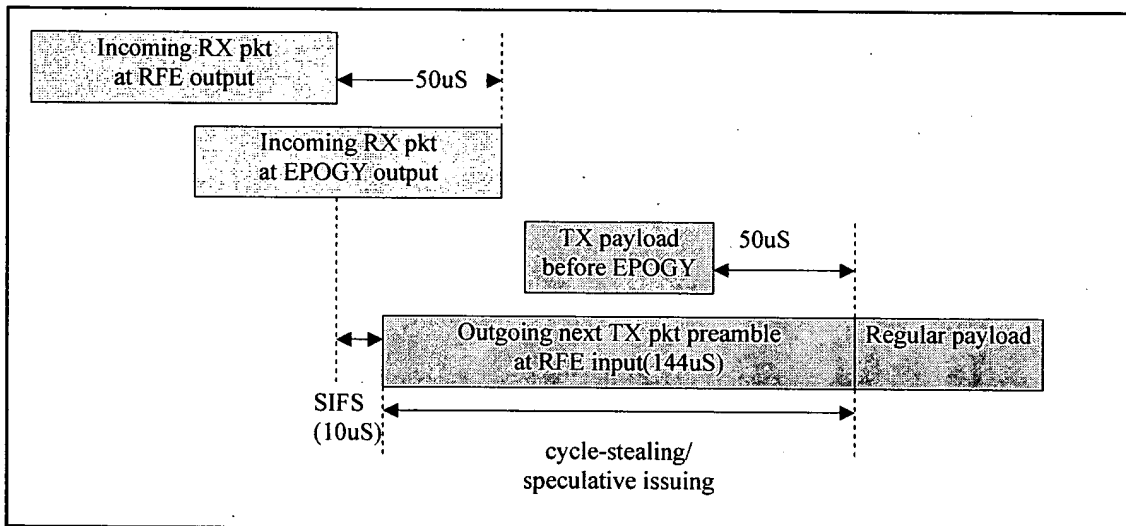 Incoming RX pkt
at RFE output
50uS
Incoming RX pkt
at EPOGY output
TX payload
before EPOGY
50uS
Outgoing next TX pkt preamble
at RFE input(144uS)
Regular payload
SIFS
(10uS)
cycle-stealing/
speculative issuing